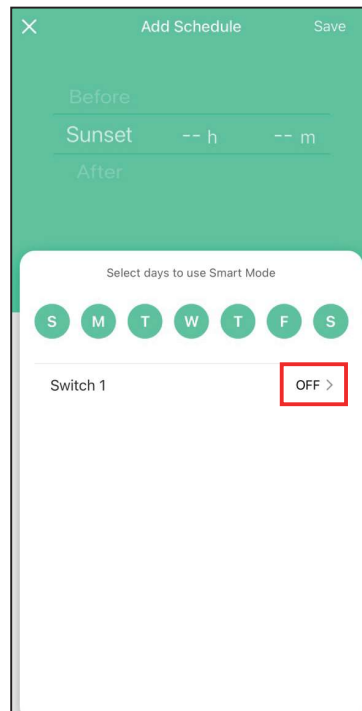 Add Schedule Save
Before
Sunset -- h -- m
After
Select days to use Smart Mode
S M T W T F S
Switch 1 OFF >